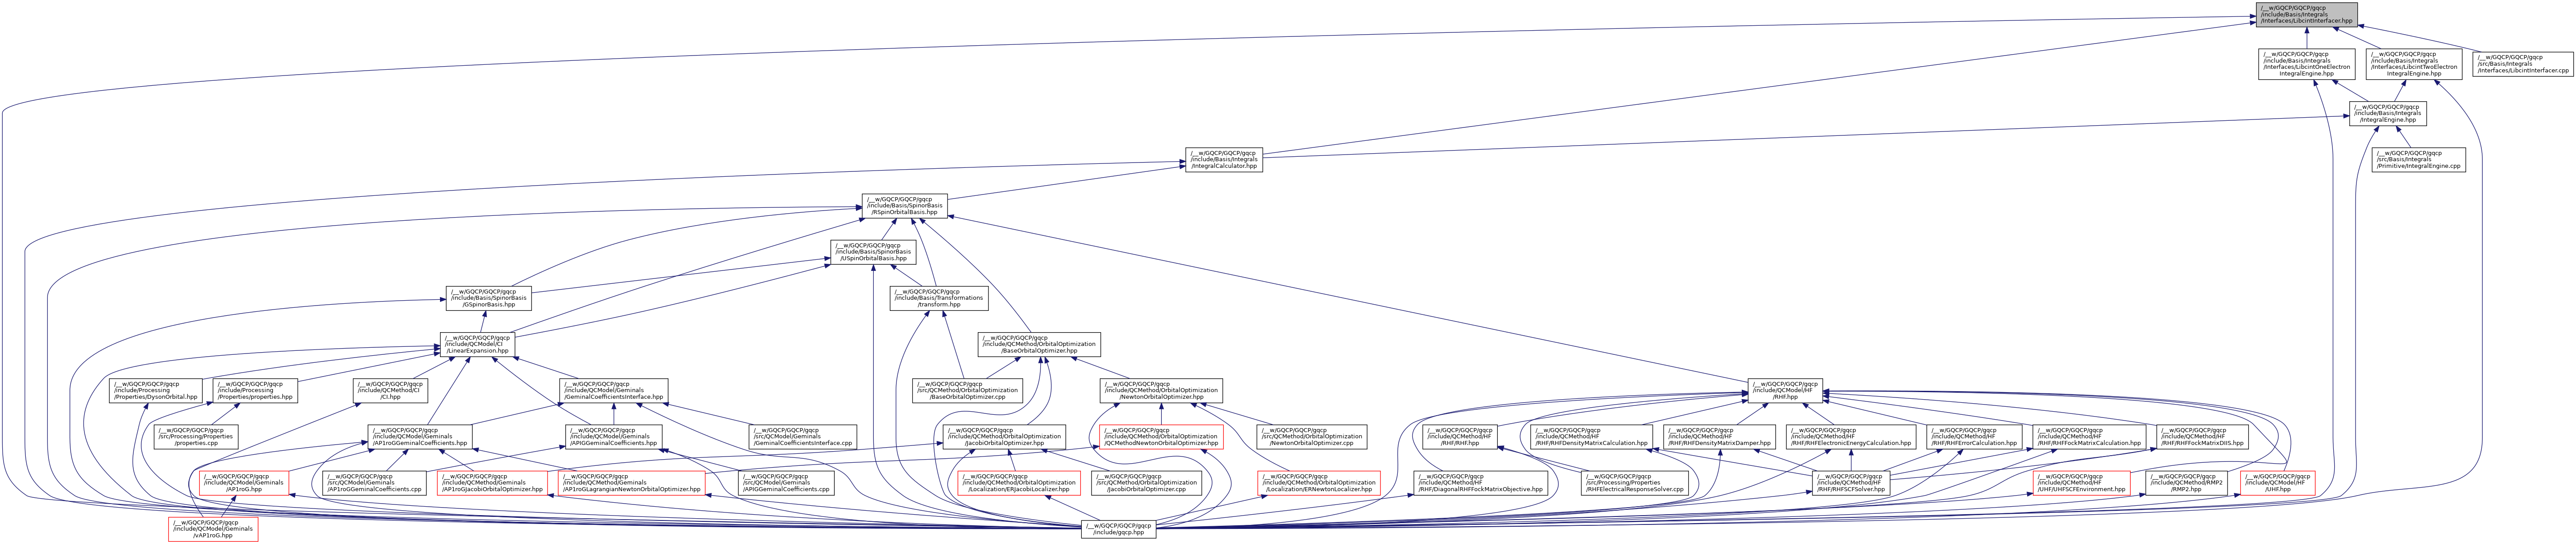 /__w/GQCP/GQCP/gqcp
/include/Basis/Integrals
/Interfaces/LibcintInterfacer.hpp
/__w/GQCP/GQCP/gqcp
/include/Basis/Integrals
/Interfaces/LibcintOneElectron
IntegralEngine.hpp
/__w/GQCP/GQCP/gqcp
/include/Basis/Integrals
/Interfaces/LibcintTwoElectron
IntegralEngine.hpp
/__w/GQCP/GQCP/gqcp
/src/Basis/Integrals
/Interfaces/LibcintInterfacer.cpp
/__w/GQCP/GQCP/gqcp
/include/Basis/Integrals
/IntegralEngine.hpp
/__w/GQCP/GQCP/gqcp
/include/Basis/Integrals
/IntegralCalculator.hpp
/__w/GQCP/GQCP/gqcp
/src/Basis/Integrals
/Primitive/IntegralEngine.cpp
/__w/GQCP/GQCP/gqcp
/include/Basis/SpinorBasis
/RSpinOrbitalBasis.hpp
/__w/GQCP/GQCP/gqcp
/include/Basis/SpinorBasis
/USpinOrbitalBasis.hpp
/__w/GQCP/GQCP/gqcp
/include/Basis/SpinorBasis
/GSpinorBasis.hpp
/__w/GQCP/GQCP/gqcp
/include/Basis/Transformations
/transform.hpp
/__w/GQCP/GQCP/gqcp
/include/QCModel/CI
/LinearExpansion.hpp
/__w/GQCP/GQCP/gqcp
/include/QCMethod/OrbitalOptimization
/BaseOrbitalOptimizer.hpp
/__w/GQCP/GQCP/gqcp
/include/Processing
/Properties/DysonOrbital.hpp
/__w/GQCP/GQCP/gqcp
/include/Processing
/Properties/properties.hpp
/__w/GQCP/GQCP/gqcp
/include/QCMethod/CI
/CI.hpp
/__w/GQCP/GQCP/gqcp
/include/QCModel/Geminals
/GeminalCoefficientsInterface.hpp
/__w/GQCP/GQCP/gqcp
/src/QCMethod/OrbitalOptimization
/BaseOrbitalOptimizer.cpp
/__w/GQCP/GQCP/gqcp
/include/QCMethod/OrbitalOptimization
/NewtonOrbitalOptimizer.hpp
/__w/GQCP/GQCP/gqcp
/include/QCModel/HF
/RHF.hpp
/__w/GQCP/GQCP/gqcp
/src/Processing/Properties
/properties.cpp
/__w/GQCP/GQCP/gqcp
/include/QCModel/Geminals
/AP1roGGeminalCoefficients.hpp
/__w/GQCP/GQCP/gqcp
/include/QCModel/Geminals
/APIGGeminalCoefficients.hpp
/__w/GQCP/GQCP/gqcp
/src/QCModel/Geminals
/GeminalCoefficientsInterface.cpp
/__w/GQCP/GQCP/gqcp
/include/QCMethod/OrbitalOptimization
/JacobiOrbitalOptimizer.hpp
/__w/GQCP/GQCP/gqcp
/include/QCMethod/OrbitalOptimization
/QCMethodNewtonOrbitalOptimizer.hpp
/__w/GQCP/GQCP/gqcp
/src/QCMethod/OrbitalOptimization
/NewtonOrbitalOptimizer.cpp
/__w/GQCP/GQCP/gqcp
/include/QCMethod/HF
/RHF/RHF.hpp
/__w/GQCP/GQCP/gqcp
/include/QCMethod/HF
/RHF/RHFDensityMatrixCalculation.hpp
/__w/GQCP/GQCP/gqcp
/include/QCMethod/HF
/RHF/RHFDensityMatrixDamper.hpp
/__w/GQCP/GQCP/gqcp
/include/QCMethod/HF
/RHF/RHFElectronicEnergyCalculation.hpp
/__w/GQCP/GQCP/gqcp
/include/QCMethod/HF
/RHF/RHFErrorCalculation.hpp
/__w/GQCP/GQCP/gqcp
/include/QCMethod/HF
/RHF/RHFFockMatrixCalculation.hpp
/__w/GQCP/GQCP/gqcp
/include/QCMethod/HF
/RHF/RHFFockMatrixDIIS.hpp
/__w/GQCP/GQCP/gqcp
/include/QCModel/Geminals
/AP1roG.hpp
/__w/GQCP/GQCP/gqcp
/src/QCModel/Geminals
/AP1roGGeminalCoefficients.cpp
/__w/GQCP/GQCP/gqcp
/include/QCMethod/Geminals
/AP1roGJacobiOrbitalOptimizer.hpp
/__w/GQCP/GQCP/gqcp
/include/QCMethod/Geminals
/AP1roGLagrangianNewtonOrbitalOptimizer.hpp
/__w/GQCP/GQCP/gqcp
/src/QCModel/Geminals
/APIGGeminalCoefficients.cpp
/__w/GQCP/GQCP/gqcp
/include/QCMethod/OrbitalOptimization
/Localization/ERJacobiLocalizer.hpp
/__w/GQCP/GQCP/gqcp
/src/QCMethod/OrbitalOptimization
/JacobiOrbitalOptimizer.cpp
/__w/GQCP/GQCP/gqcp
/include/QCMethod/OrbitalOptimization
/Localization/ERNewtonLocalizer.hpp
/__w/GQCP/GQCP/gqcp
/include/QCMethod/HF
/RHF/DiagonalRHFFockMatrixObjective.hpp
/__w/GQCP/GQCP/gqcp
/src/Processing/Properties
/RHFElectricalResponseSolver.cpp
/__w/GQCP/GQCP/gqcp
/include/QCMethod/HF
/RHF/RHFSCFSolver.hpp
/__w/GQCP/GQCP/gqcp
/include/QCMethod/HF
/UHF/UHFSCFEnvironment.hpp
/__w/GQCP/GQCP/gqcp
/include/QCMethod/RMP2
/RMP2.hpp
/__w/GQCP/GQCP/gqcp
/include/QCModel/HF
/UHF.hpp
/__w/GQCP/GQCP/gqcp
/include/QCModel/Geminals
/vAP1roG.hpp
/__w/GQCP/GQCP/gqcp
/include/gqcp.hpp